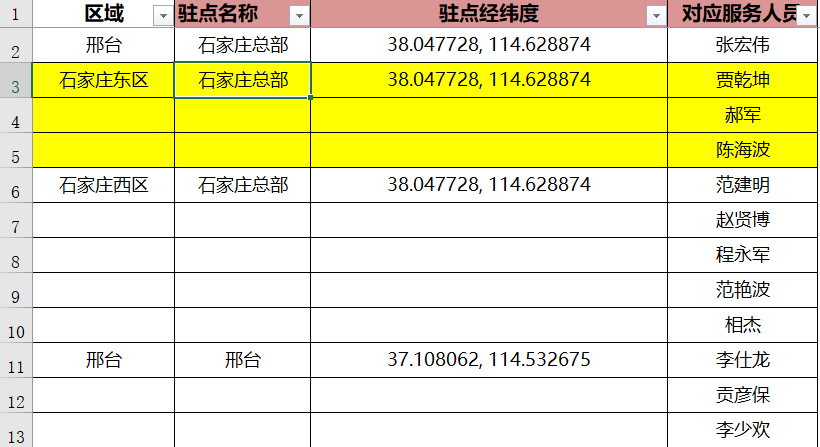 1 区域 驻点名称 驻点经纬度 对应服务人员
2 邢台 石家庄总部 38.047728, 114.628874 张宏伟
3 石家庄东区 石家庄总部 38.047728, 114.628874 贾乾坤
4 郝军
5 陈海波
6 石家庄西区 石家庄总部 38.047728, 114.628874 范建明
7 赵贤博
8 程永军
9 范艳波
10 相杰
11 邢台 邢台 37.108062, 114.532675 李仕龙
12 贡彦保
13 李少欢